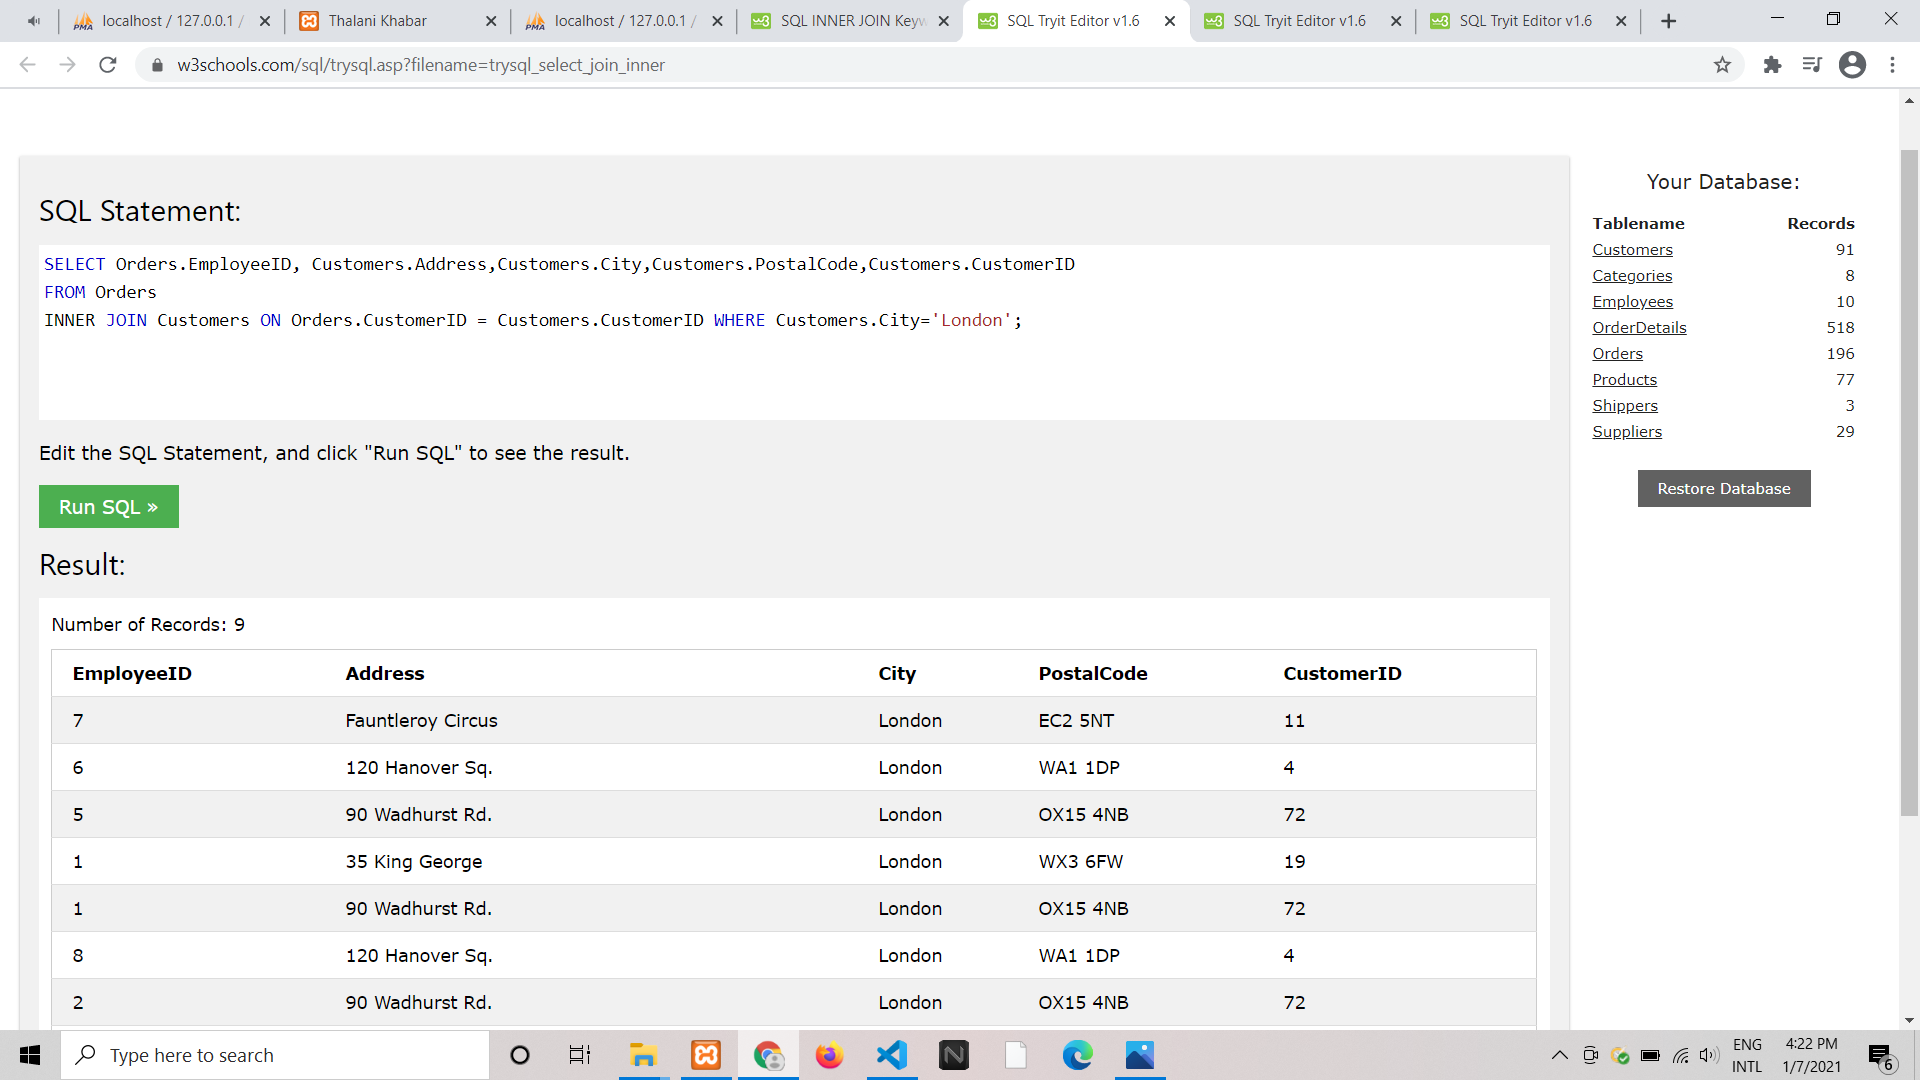 localhost / 127.0.0.1 /
Thalani Khabar
localhost / 127.0.0.1 /
SQL INNER JOIN Keyw
SQL Tryit Editor v1.6
SQL Tryit Editor v1.6
SQL Tryit Editor v1.6
w3schools.com/sql/trysql.asp?filename=trysql_select_join_inner
SQL Statement:
SELECT Orders.EmployeeID, Customers.Address,Customers.City,Customers.PostalCode,Customers.CustomerID
FROM Orders
INNER JOIN Customers ON Orders.CustomerID = Customers.CustomerID WHERE Customers.City='London';
Edit the SQL Statement, and click "Run SQL" to see the result.
Run SQL »
Result:
Number of Records: 9
EmployeeID Address City PostalCode CustomerID
7 Fauntleroy Circus London EC2 5NT 11
6 120 Hanover Sq. London WA1 1DP 4
5 90 Wadhurst Rd. London OX15 4NB 72
1 35 King George London WX3 6FW 19
1 90 Wadhurst Rd. London OX15 4NB 72
8 120 Hanover Sq. London WA1 1DP 4
2 90 Wadhurst Rd. London OX15 4NB 72
Your Database:
Tablename Records
Customers 91
Categories 8
Employees 10
OrderDetails 518
Orders 196
Products 77
Shippers 3
Suppliers 29
Restore Database
Type here to search
ENG
INTL
4:22 PM
1/7/2021
6